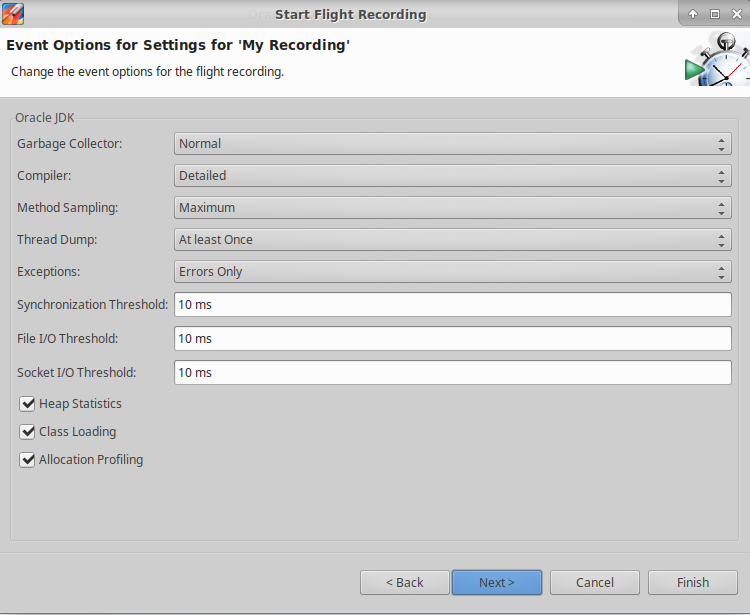 Start Flight Recording
Event Options for Settings for 'My Recording'
Change the event options for the flight recording.
Oracle JDK
Garbage Collector: Normal
Compiler: Detailed
Method Sampling: Maximum
Thread Dump: At least Once
Exceptions: Errors Only
Synchronization Threshold: 10 ms
File I/O Threshold: 10 ms
Socket I/O Threshold: 10 ms
Heap Statistics
Class Loading
Allocation Profiling
< Back Next > Cancel Finish